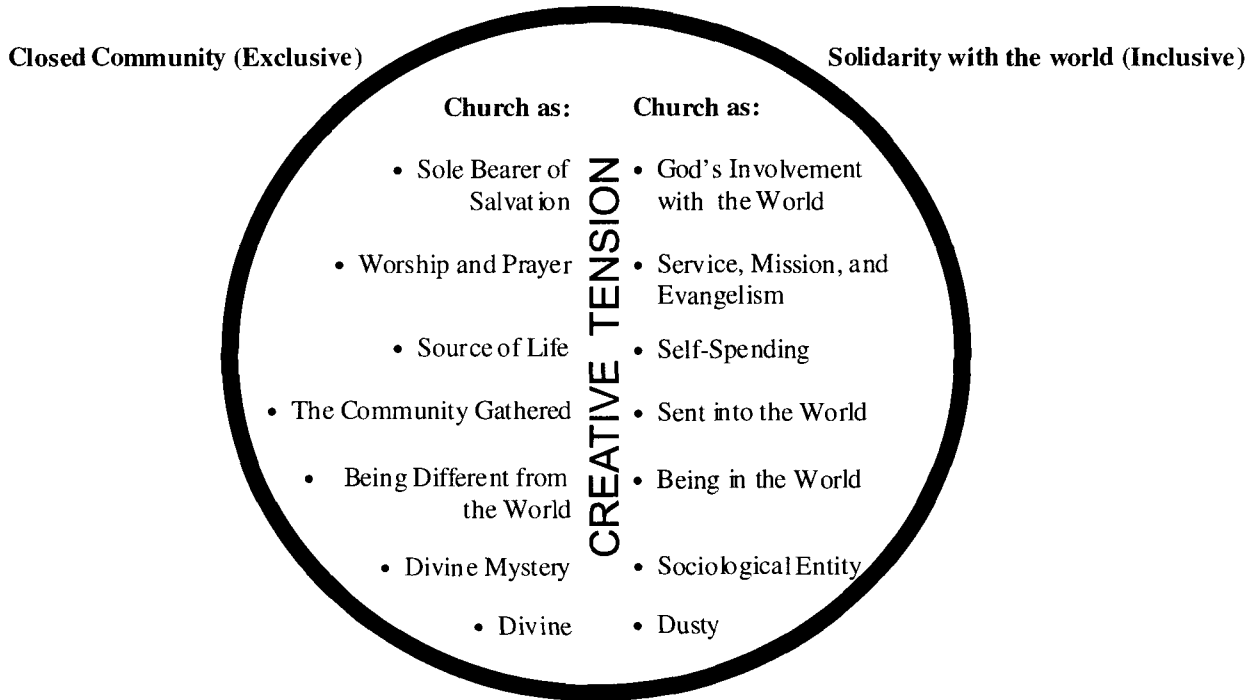 Closed Community (Exclusive)
Solidarity with the world (Inclusive)
Church as:
• Sole Bearer of
Salvation
• Worship and Prayer
• Source of Life
• The Community Gathered
• Being Different from
the World
• Divine Mystery
• Divine
CREATIVE TENSION
Church as:
• God's Involvement
with the World
• Service, Mission, and
Evangelism
• Self-Spending
• Sent into the World
• Being in the World
• Sociological Entity
• Dusty